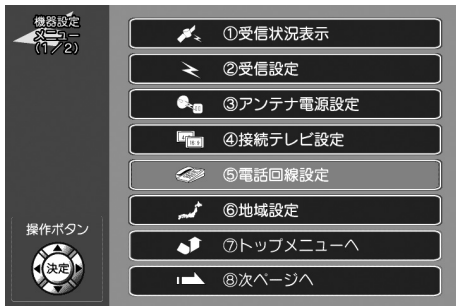 機器設定
メニュー
(1/2)
①受信状況表示
②受信設定
③アンテナ電源設定
④接続テレビ設定
⑤電話回線設定
⑥地域設定
⑦トップメニューへ
⑧次ページへ
操作ボタン
決定